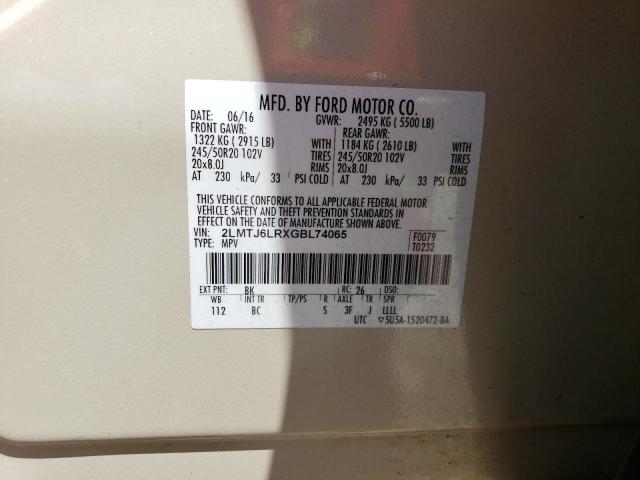 MFD. BY FORD MOTOR CO.
DATE: 06/16 GVWR: 2495 KG ( 5500 LB)
FRONT GAWR: REAR GAWR:
1322 KG ( 2915 LB) WITH 1184 KG ( 2610 LB) WITH
245/50R20 102V TIRES 245/50R20 102V TIRES
20x8.0J RIMS 20x8.0J RIMS
AT 230 kPa/ 33 PSI COLD AT 230 kPa/ 33 PSI COLD
THIS VEHICLE CONFORMS TO ALL APPLICABLE FEDERAL MOTOR
VEHICLE SAFETY AND THEFT PREVENTION STANDARDS IN
EFFECT ON THE DATE OF MANUFACTURE SHOWN ABOVE.
VIN: 2LMTJ6LRXGBL74065 F0079
TYPE: MPV T0232
EXT PNT: BK RC: 26 DSO:
WB INT TR TP/PS R AXLE TR SPR
112 BC S 3F J LLLL
UTC ▽5U5A-1520472-BA